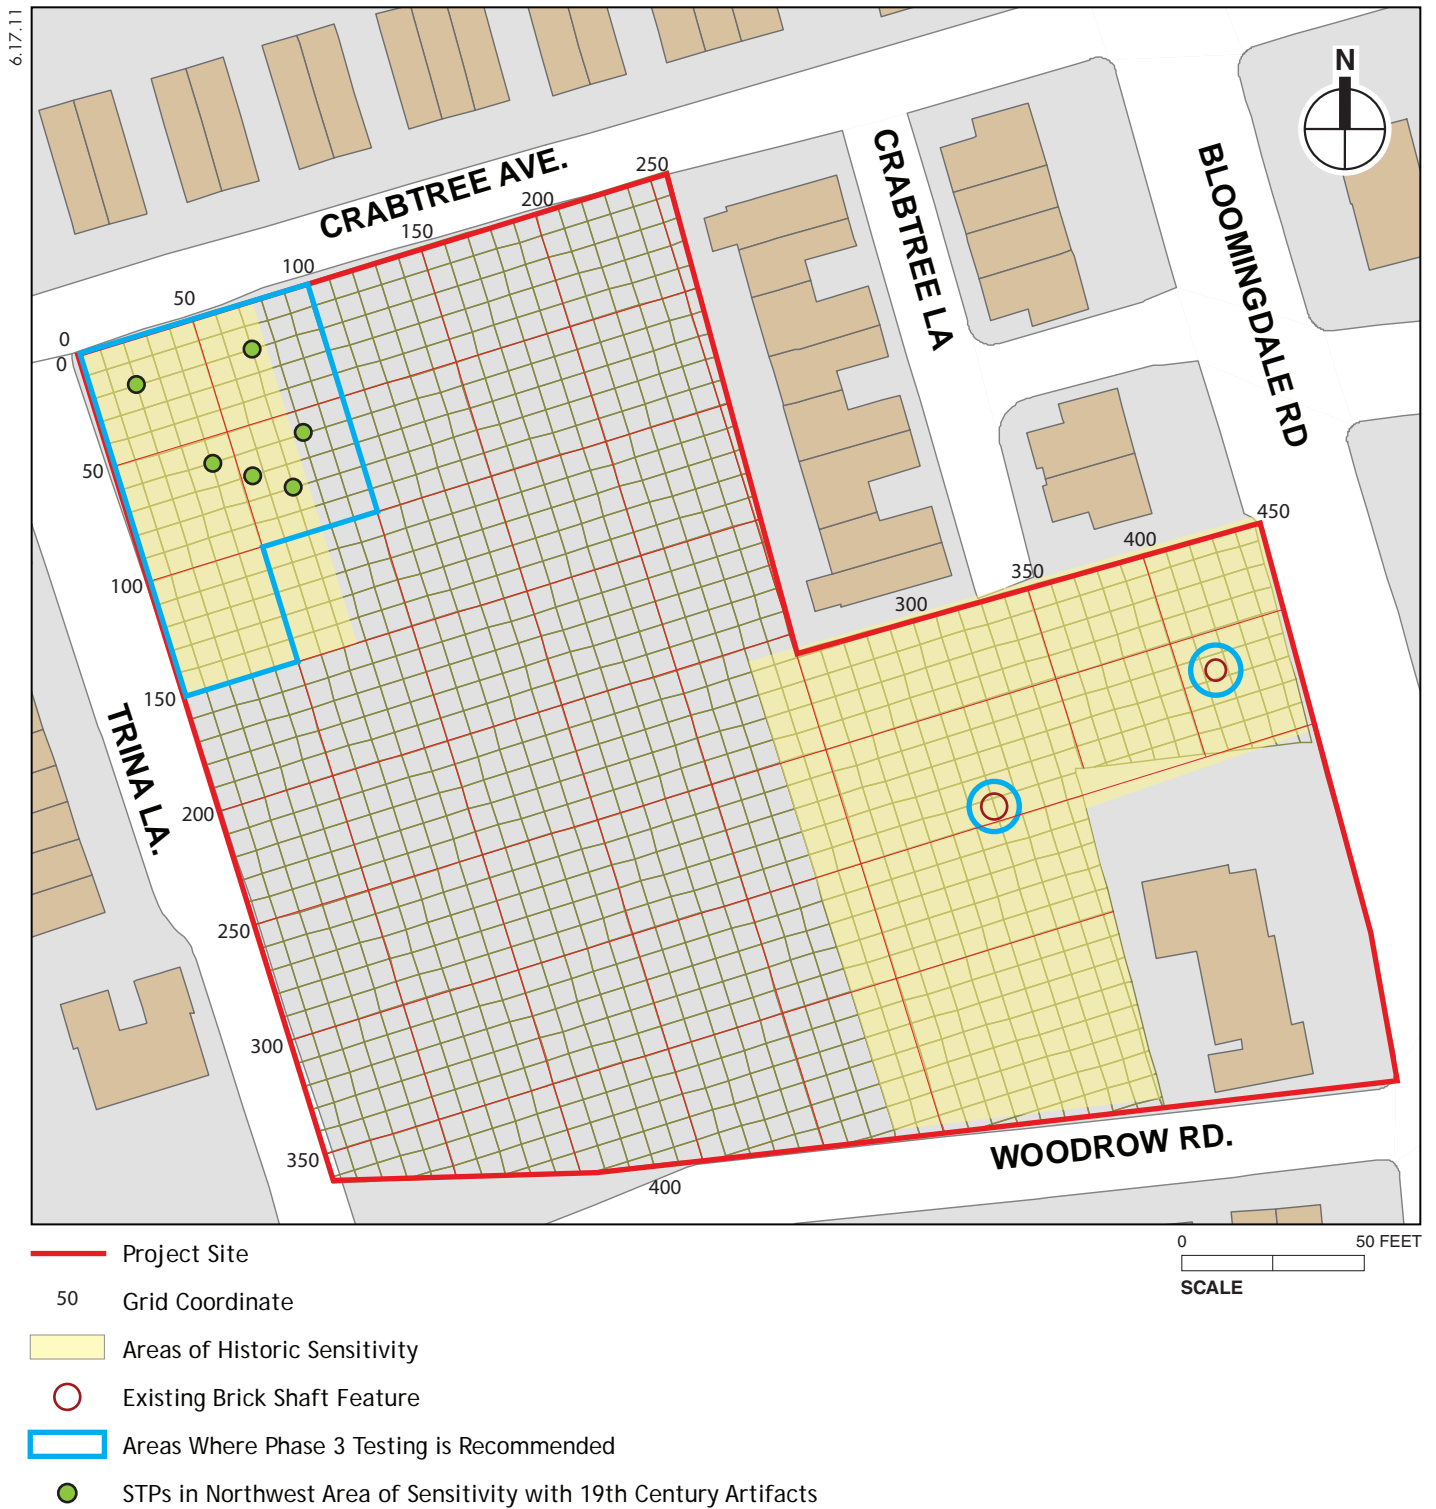 6.17.11
N
CRABTREE AVE.
CRABTREE LA
BLOOMINGDALE RD
TRINA LA.
WOODROW RD.
0
50
100
150
200
250
0
50
100
150
200
250
300
350
300
350
400
450
400
Project Site
50 Grid Coordinate
Areas of Historic Sensitivity
Existing Brick Shaft Feature
Areas Where Phase 3 Testing is Recommended
STPs in Northwest Area of Sensitivity with 19th Century Artifacts
0 50 FEET
SCALE